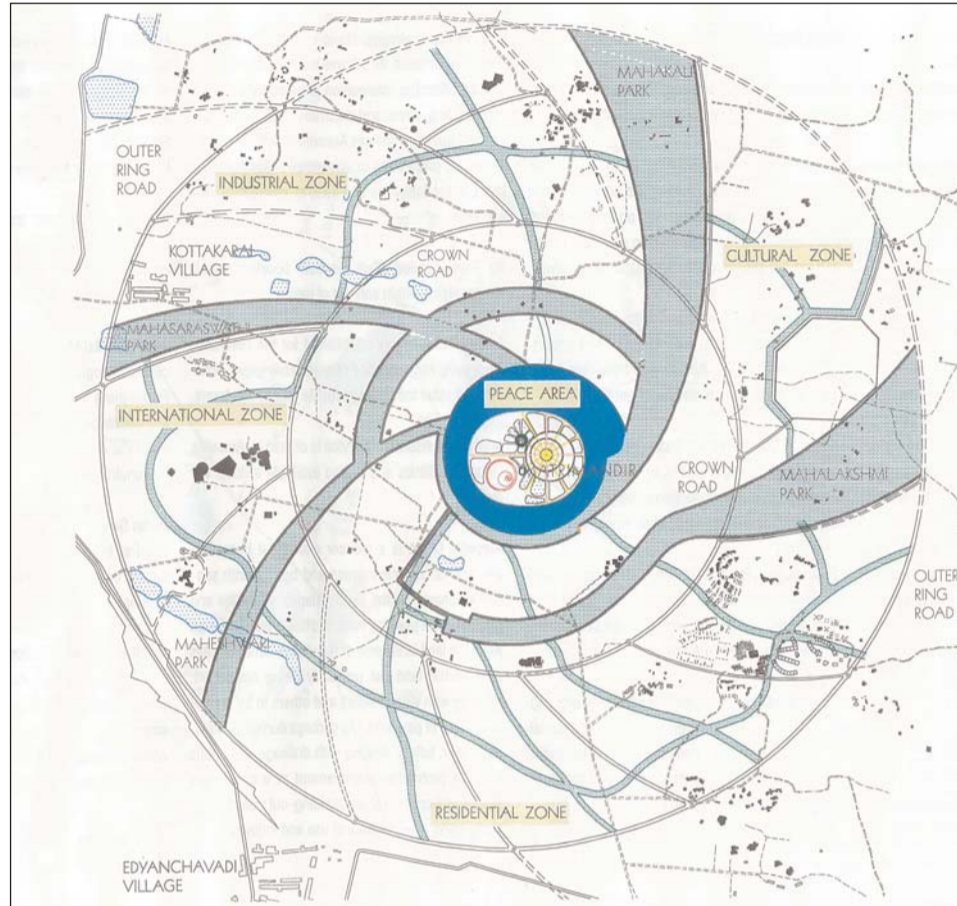 MAHAKALI
PARK
OUTER
RING
ROAD
INDUSTRIAL ZONE
CULTURAL ZONE
KOTTAKARAI
VILLAGE
CROWN
ROAD
MAHASARASWATI
PARK
PEACE AREA
INTERNATIONAL ZONE
MATRIMANDIR
CROWN
ROAD
MAHALAKSHMI
PARK
OUTER
RING
ROAD
MAHESHWARI
PARK
RESIDENTIAL ZONE
EDYANCHAVADI
VILLAGE